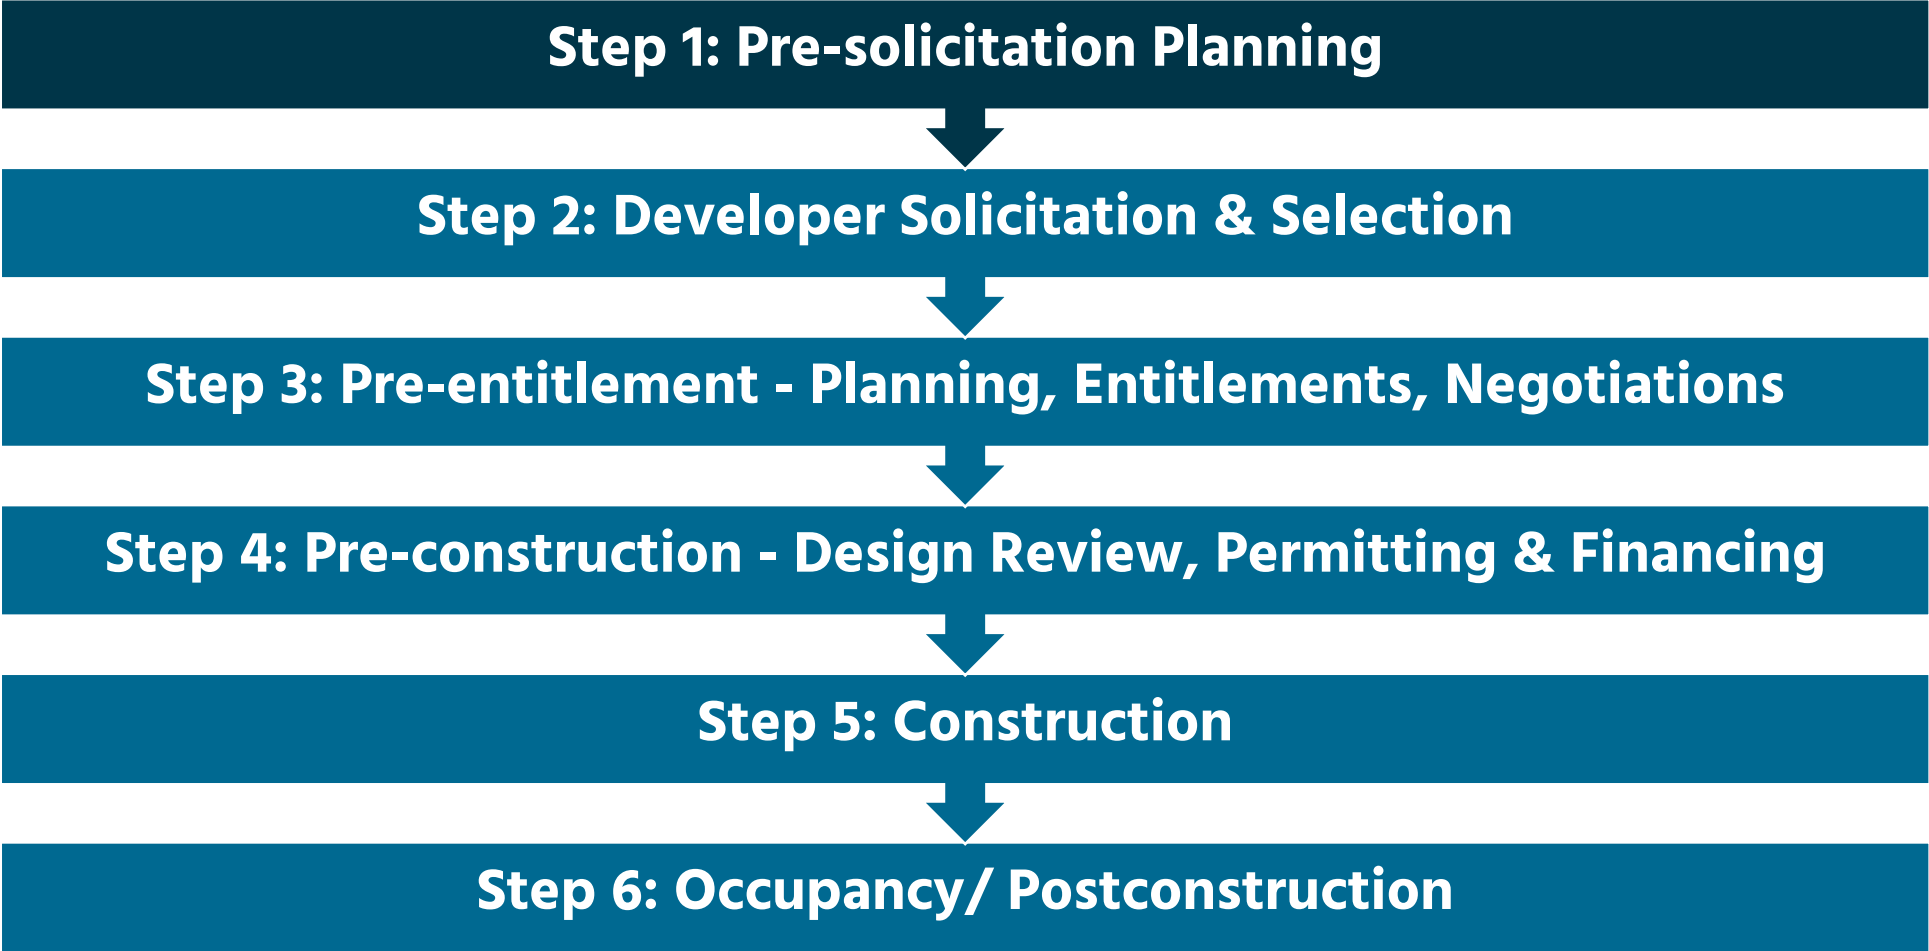 Step 1: Pre-solicitation Planning
Step 2: Developer Solicitation & Selection
Step 3: Pre-entitlement - Planning, Entitlements, Negotiations
Step 4: Pre-construction - Design Review, Permitting & Financing
Step 5: Construction
Step 6: Occupancy/ Postconstruction